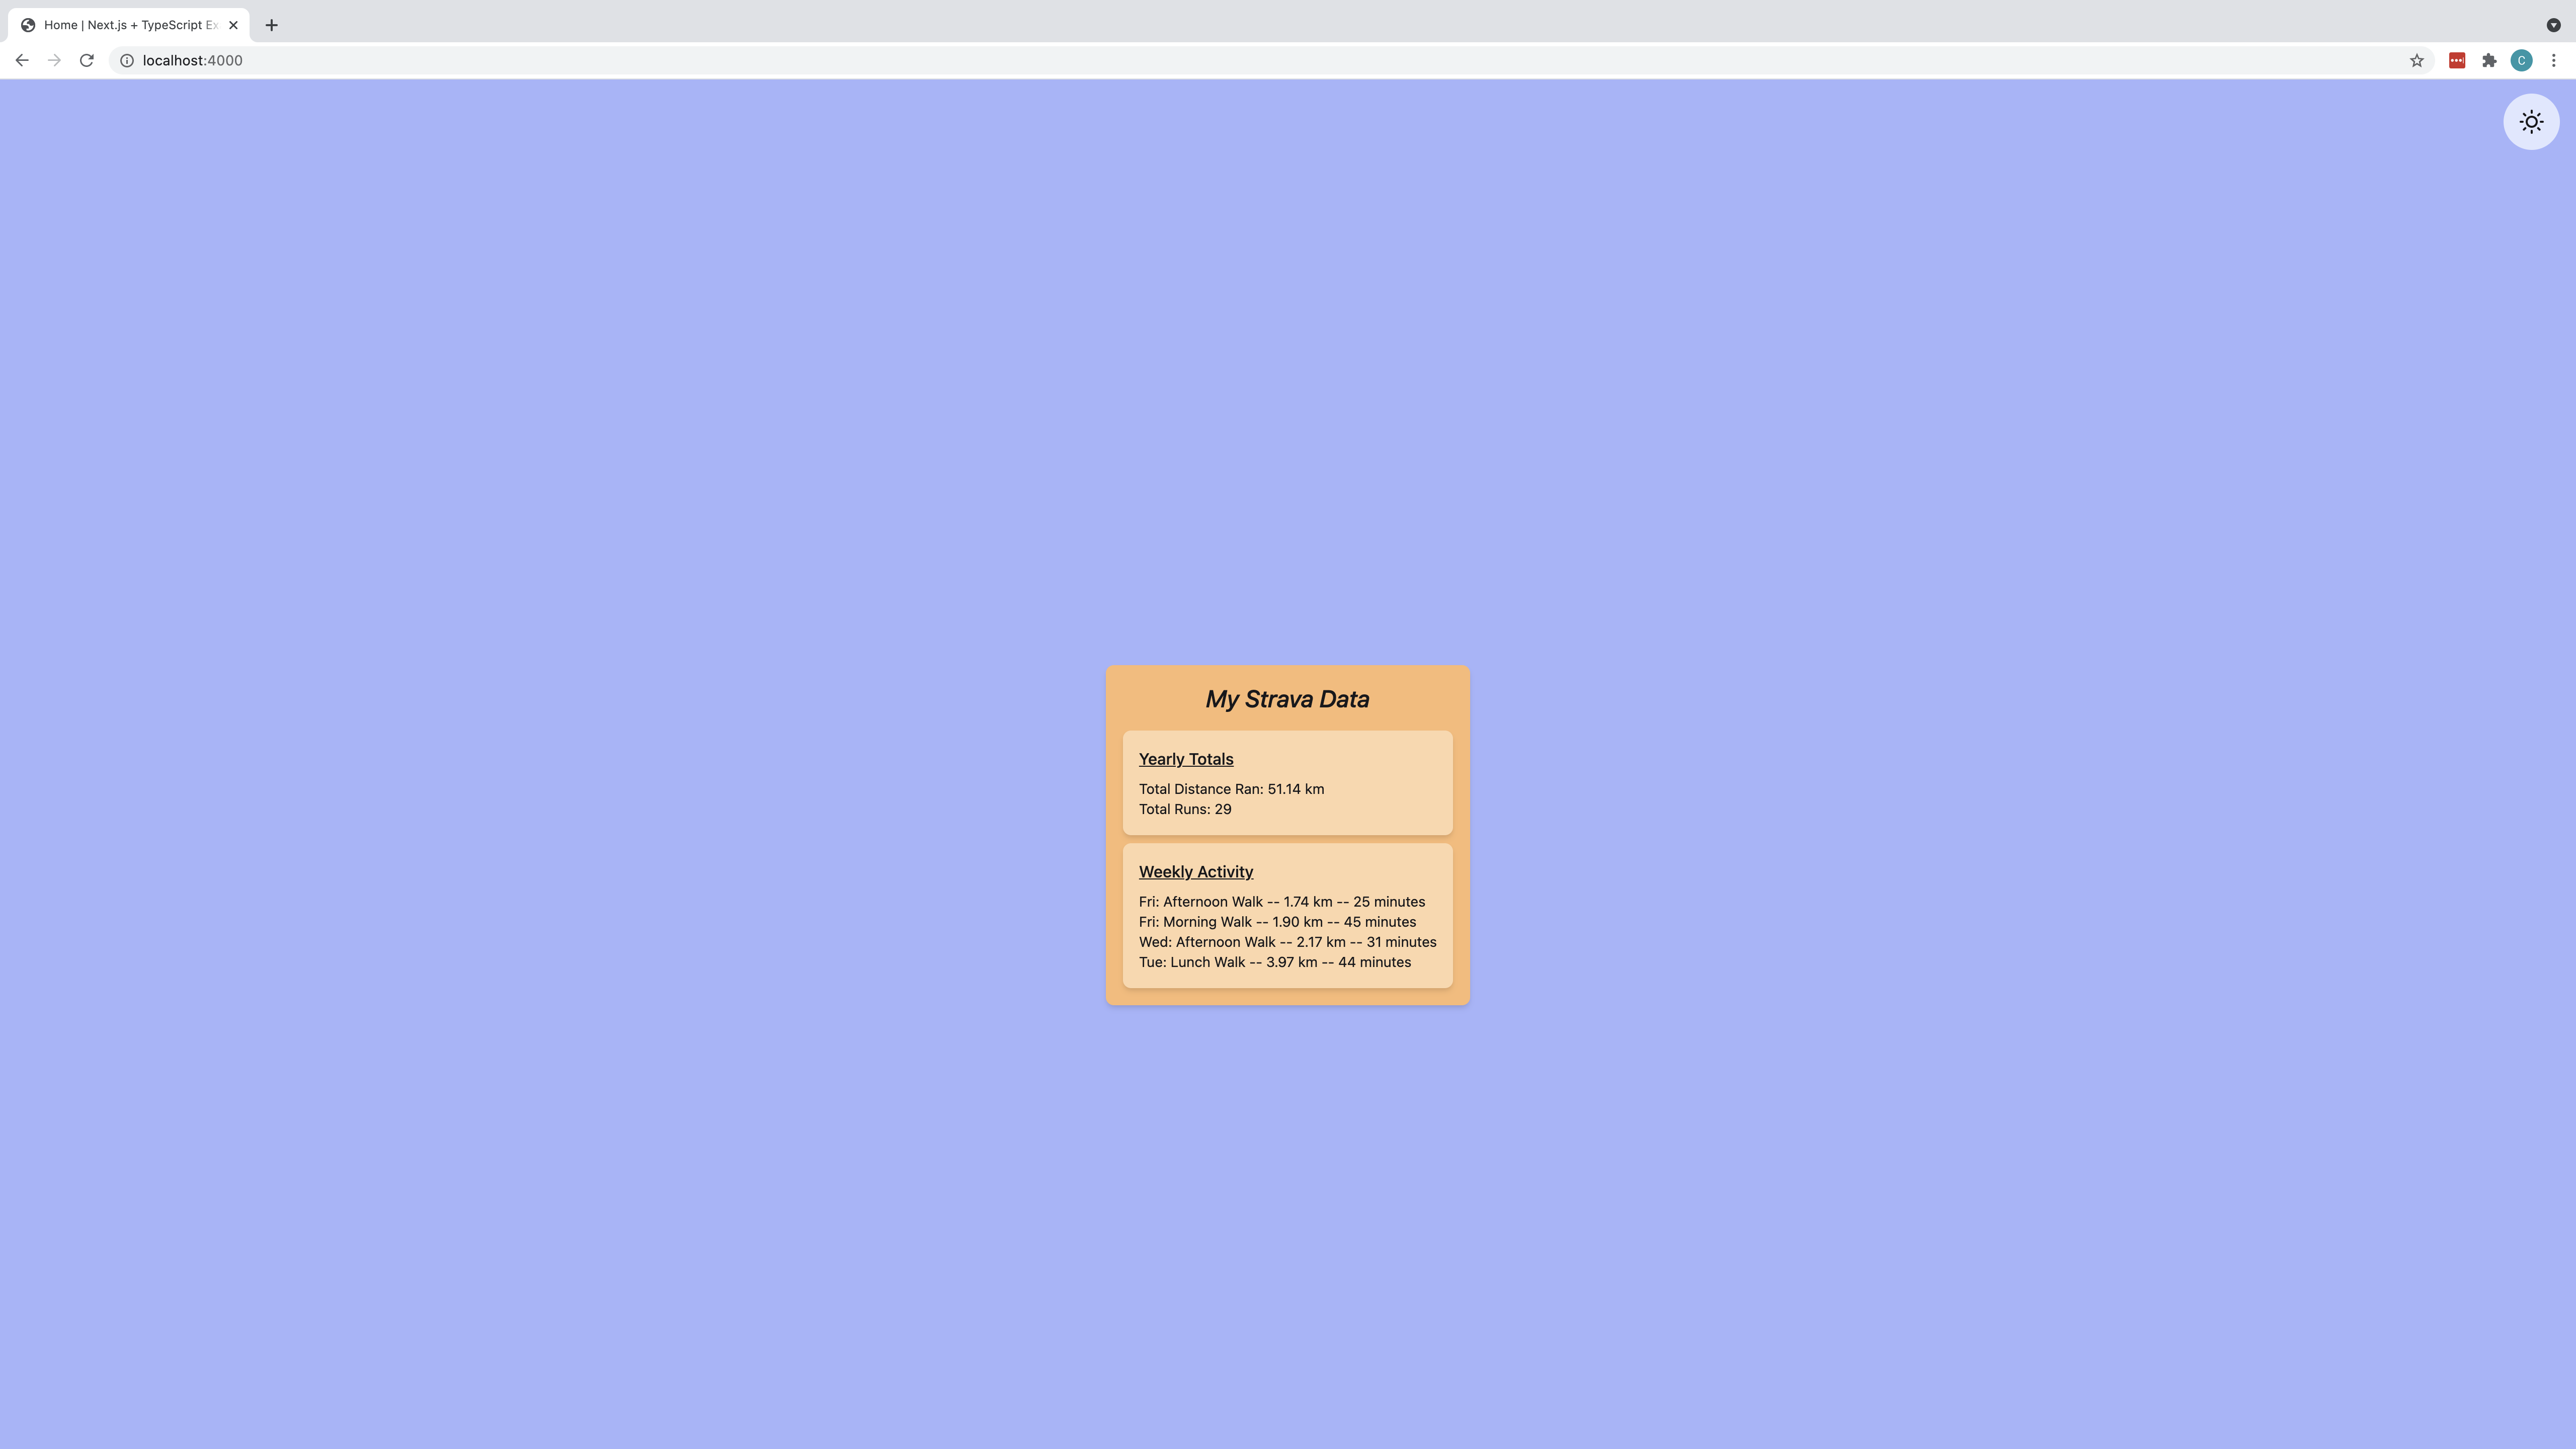 Home | Next.js + TypeScript Ex
localhost:4000
C
My Strava Data
Yearly Totals
Total Distance Ran: 51.14 km
Total Runs: 29
Weekly Activity
Fri: Afternoon Walk -- 1.74 km -- 25 minutes
Fri: Morning Walk -- 1.90 km -- 45 minutes
Wed: Afternoon Walk -- 2.17 km -- 31 minutes
Tue: Lunch Walk -- 3.97 km -- 44 minutes